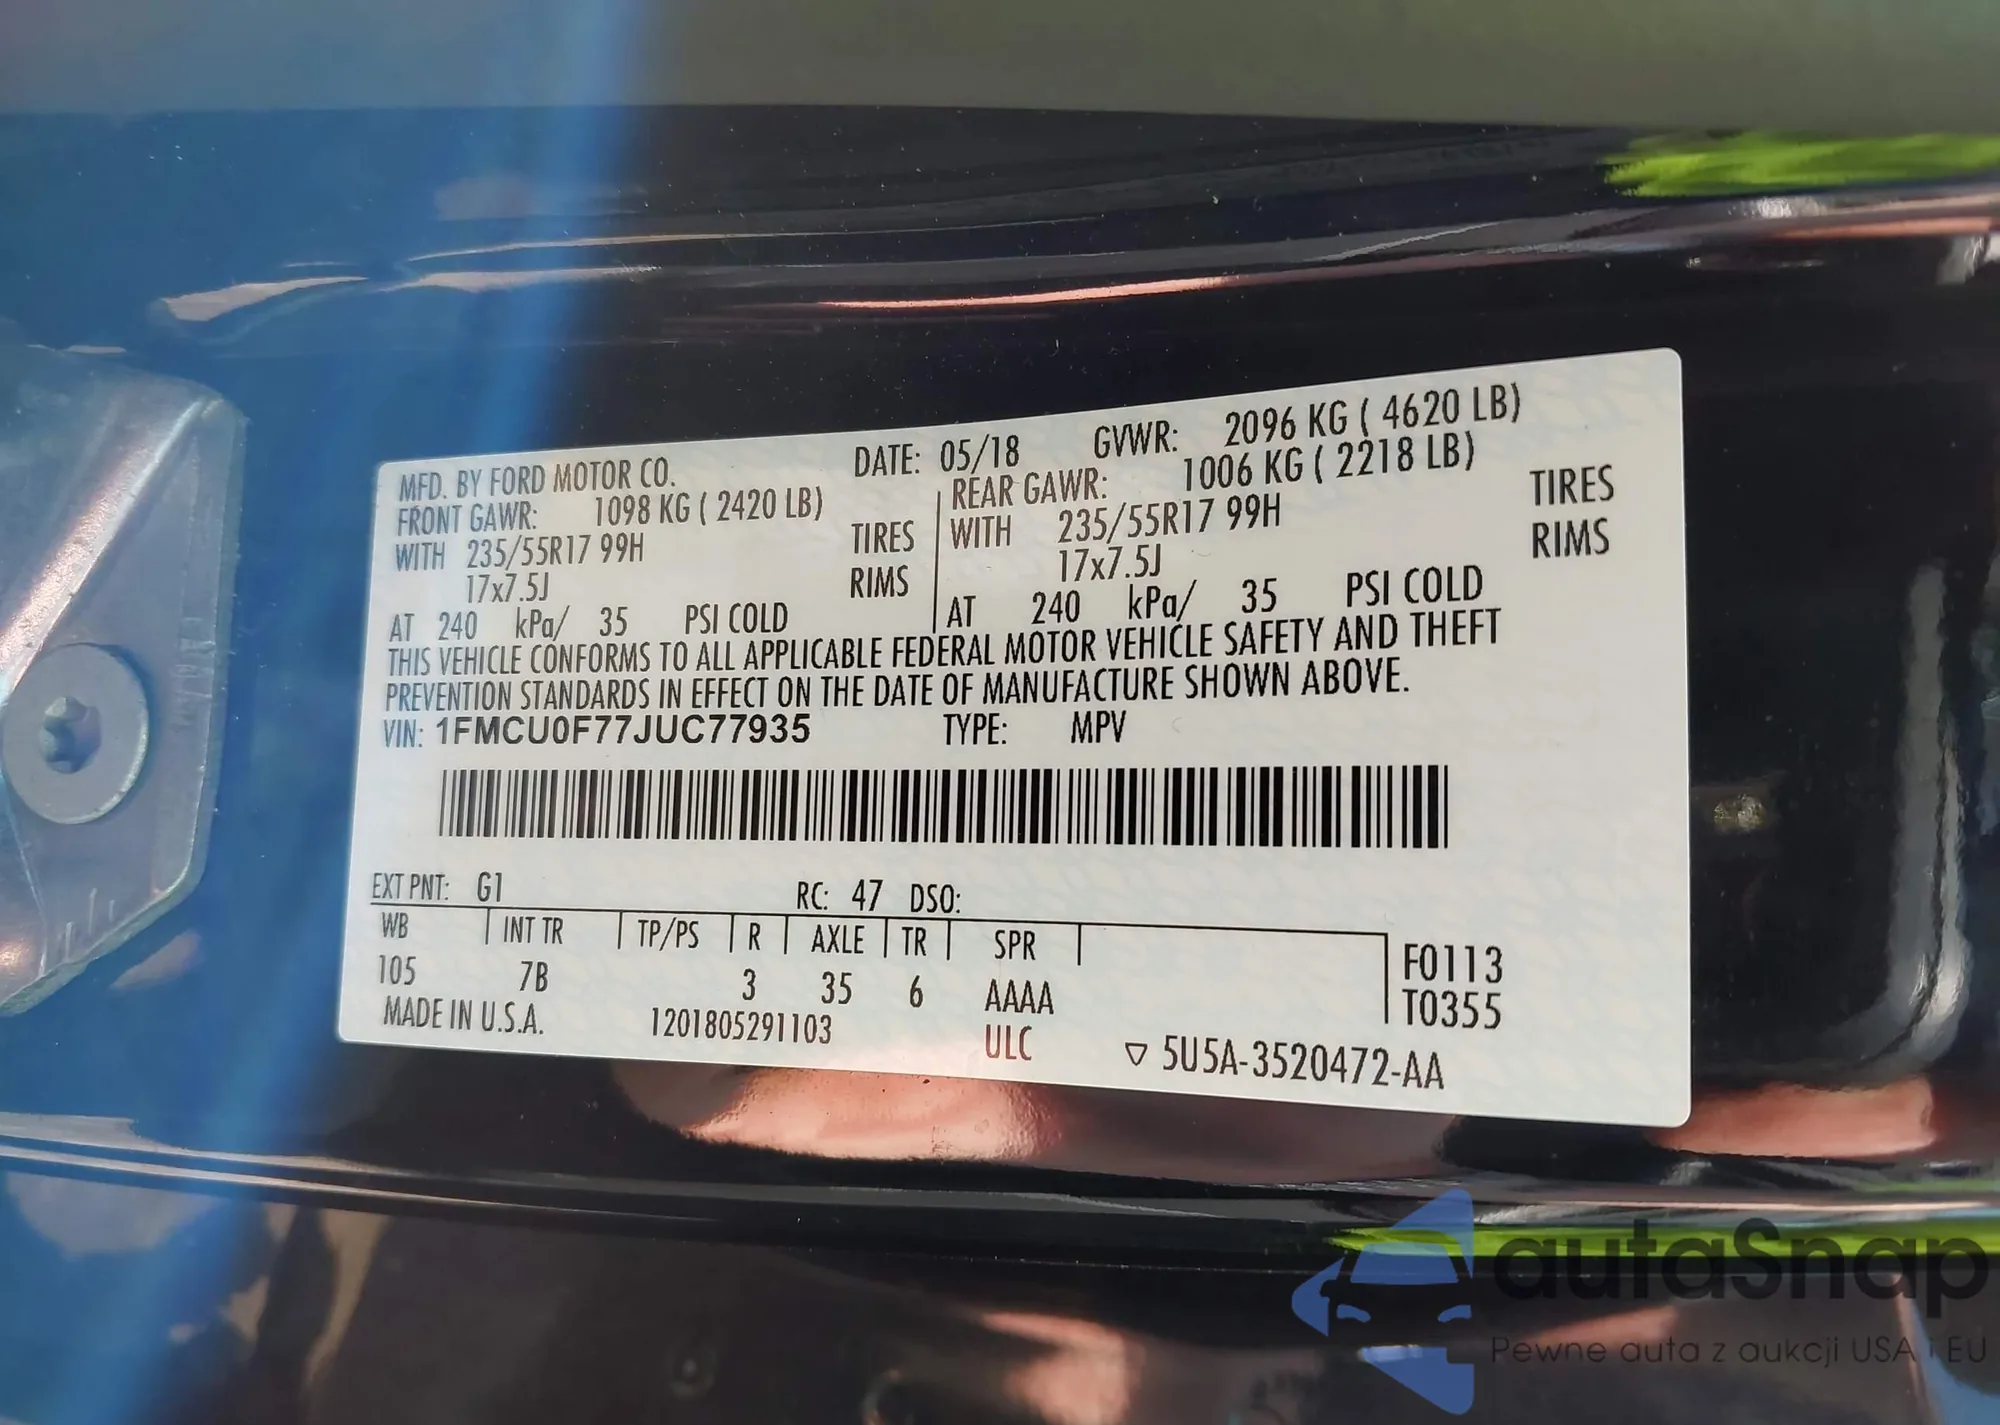 MFD. BY FORD MOTOR CO. DATE: 05/18 GVWR: 2096 KG ( 4620 LB)
FRONT GAWR: 1098 KG ( 2420 LB) REAR GAWR: 1006 KG ( 2218 LB)
WITH 235/55R17 99H TIRES WITH 235/55R17 99H TIRES
17x7.5J RIMS 17x7.5J RIMS
AT 240 kPa/ 35 PSI COLD AT 240 kPa/ 35 PSI COLD
THIS VEHICLE CONFORMS TO ALL APPLICABLE FEDERAL MOTOR VEHICLE SAFETY AND THEFT
PREVENTION STANDARDS IN EFFECT ON THE DATE OF MANUFACTURE SHOWN ABOVE.
VIN: 1FMCU0F77JUC77935 TYPE: MPV
EXT PNT: G1 RC: 47 DSO:
WB INT TR TP/PS R AXLE TR SPR
105 7B 3 35 6 AAAA
F0113
T0355
MADE IN U.S.A. 1201805291103 ULC ▽ 5U5A-3520472-AA
autaSnap
Pewne auta z aukcji USA i EU